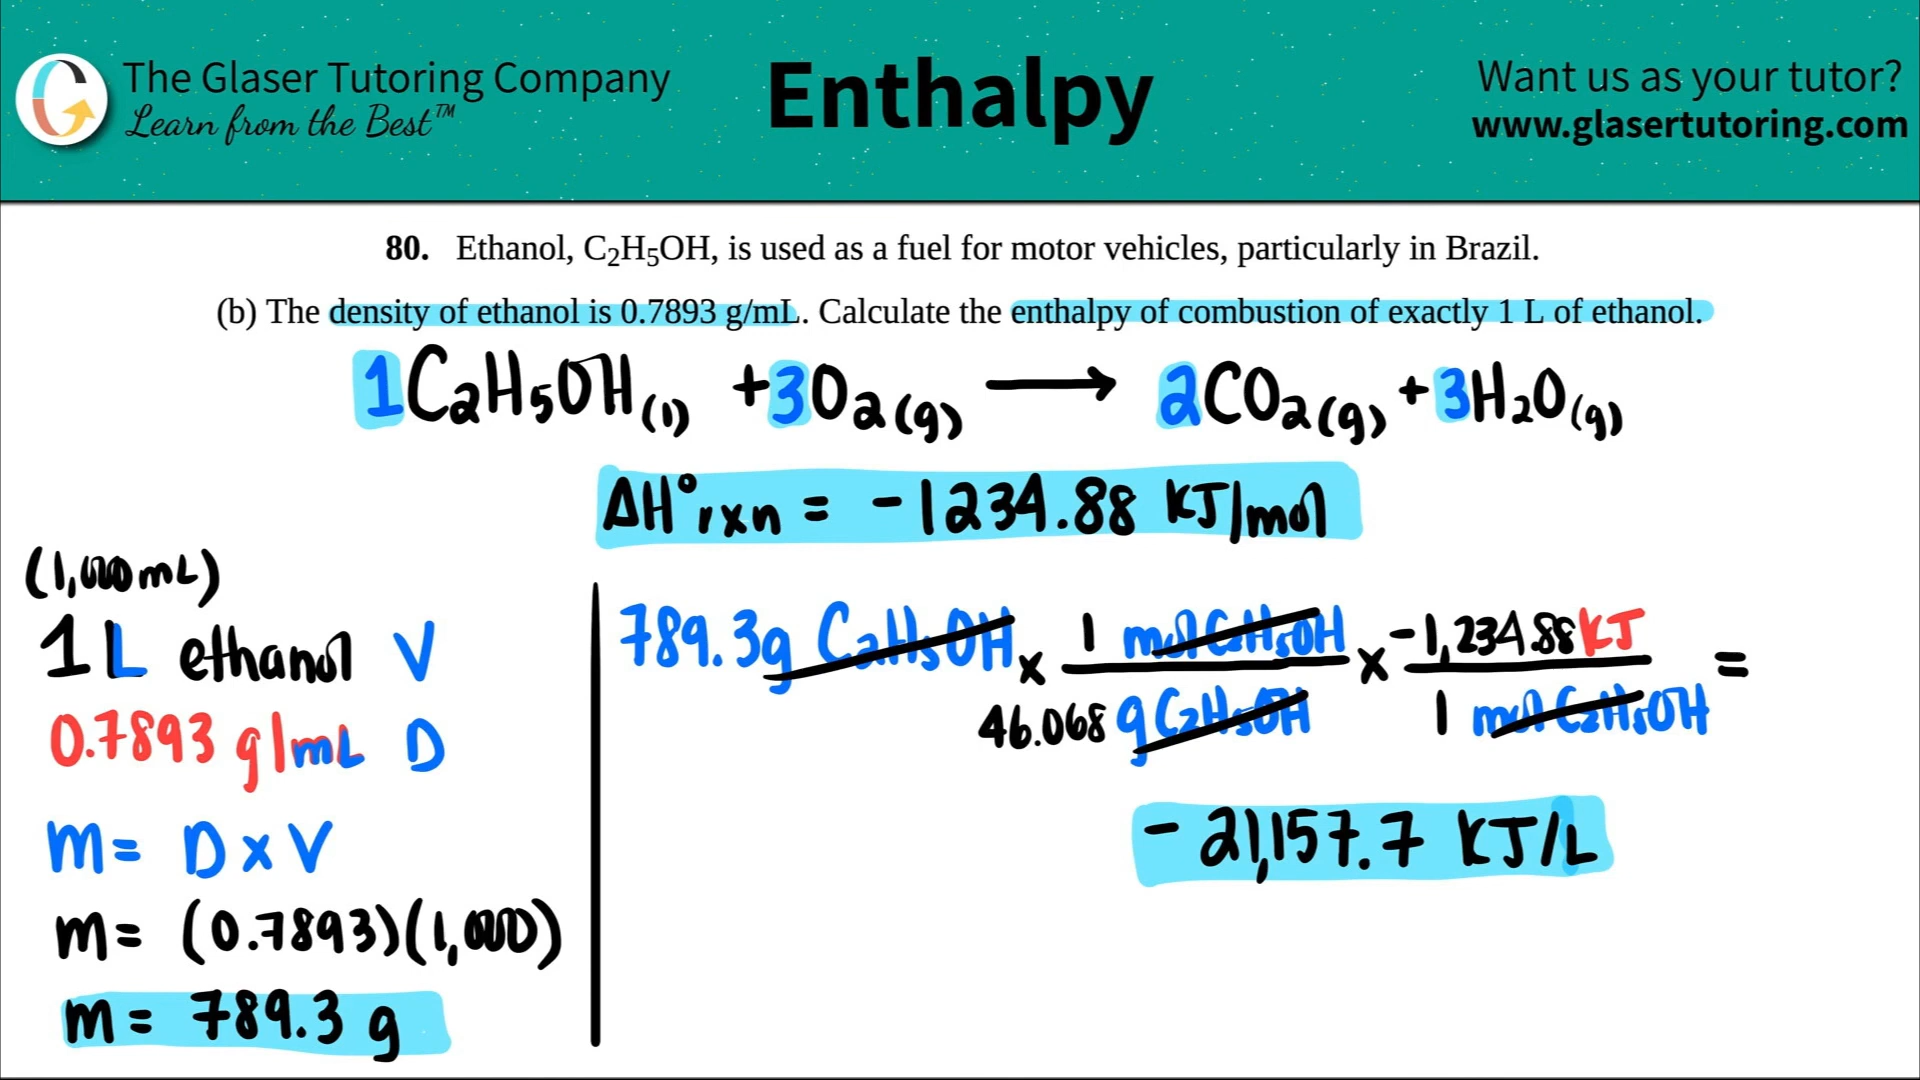 The Glaser Tutoring Company
Learn from the Best™
Enthalpy
Want us as your tutor?
www.glasertutoring.com
80. Ethanol, C₂H₅OH, is used as a fuel for motor vehicles, particularly in Brazil.
(b) The density of ethanol is 0.7893 g/mL. Calculate the enthalpy of combustion of exactly 1 L of ethanol.
1C₂H₅OH(l) + 3O₂(g) → 2CO₂(g) + 3H₂O(g)
ΔH°rxn = -1234.88 KJ/mol
(1,000mL)
1 L ethanol V
0.7893 g/mL D
m = D x V
m = (0.7893)(1,000)
m = 789.3 g
789.3g C₂H₅OH x 1 mol C₂H₅OH x -1,234.88 KJ =
46.068 g C₂H₅OH 1 mol C₂H₅OH
- 21,157.7 KJ/L